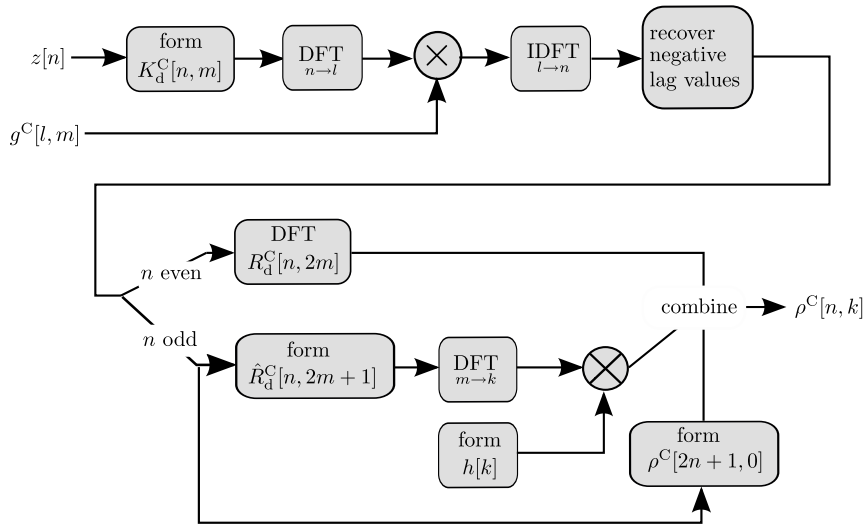 z[n]
form
K_d^C[n, m]
DFT
n→l
IDFT
l→n
recover
negative
lag values
g^C[l, m]
n even
DFT
R_d^C[n, 2m]
combine
ρ^C[n, k]
n odd
form
R̂_d^C[n, 2m + 1]
DFT
m→k
form
h[k]
form
ρ^C[2n + 1, 0]